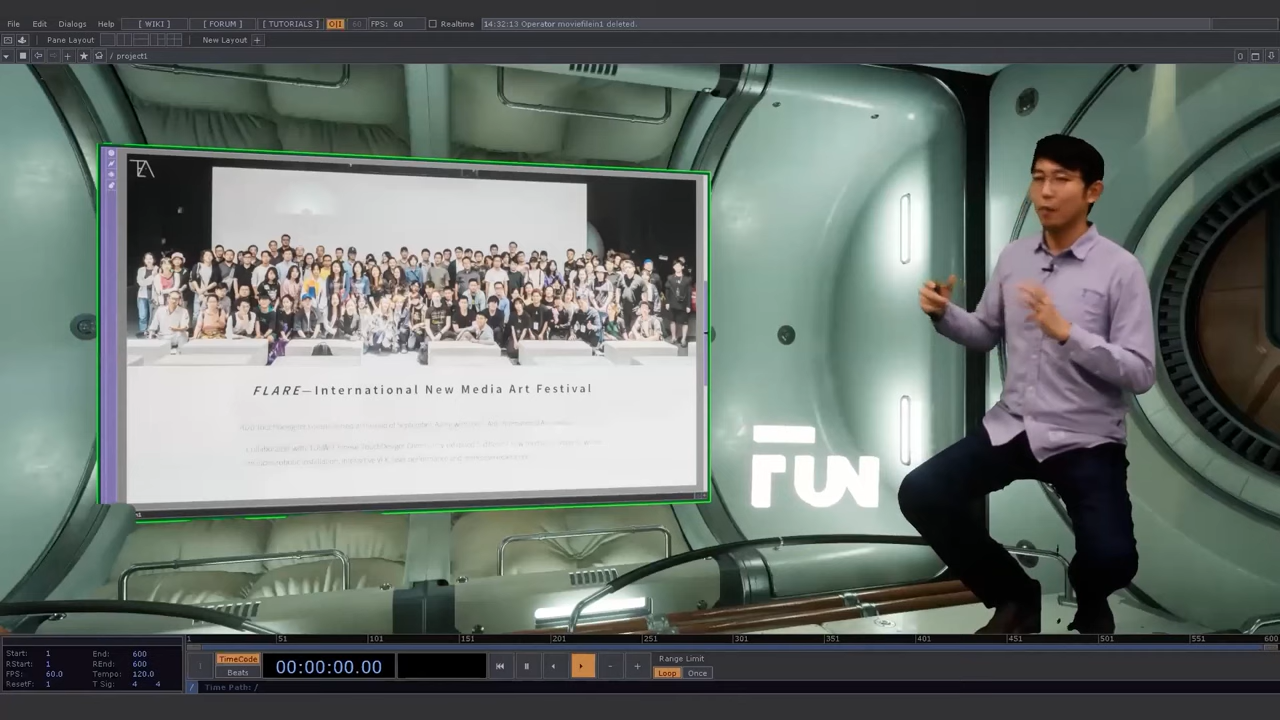 File Edit Dialogs Help [ WIKI ] [ FORUM ] [ TUTORIALS ] O|I 60 FPS: 60 Realtime 14:32:13 Operator moviefilein1 deleted.
Pane Layout New Layout +
/ project1 0
TEA
FLARE—International New Media Art Festival
FUN
1 51 101 151 201 251 301 351 401 451 501 551 600
Start: 1 End: 600
RStart: 1 REnd: 600
FPS: 60.0 Tempo: 120.0
ResetF: 1 T Sig: 4 4
TimeCode
Beats
00:00:00.00
Range Limit
Loop Once
/ Time Path: /